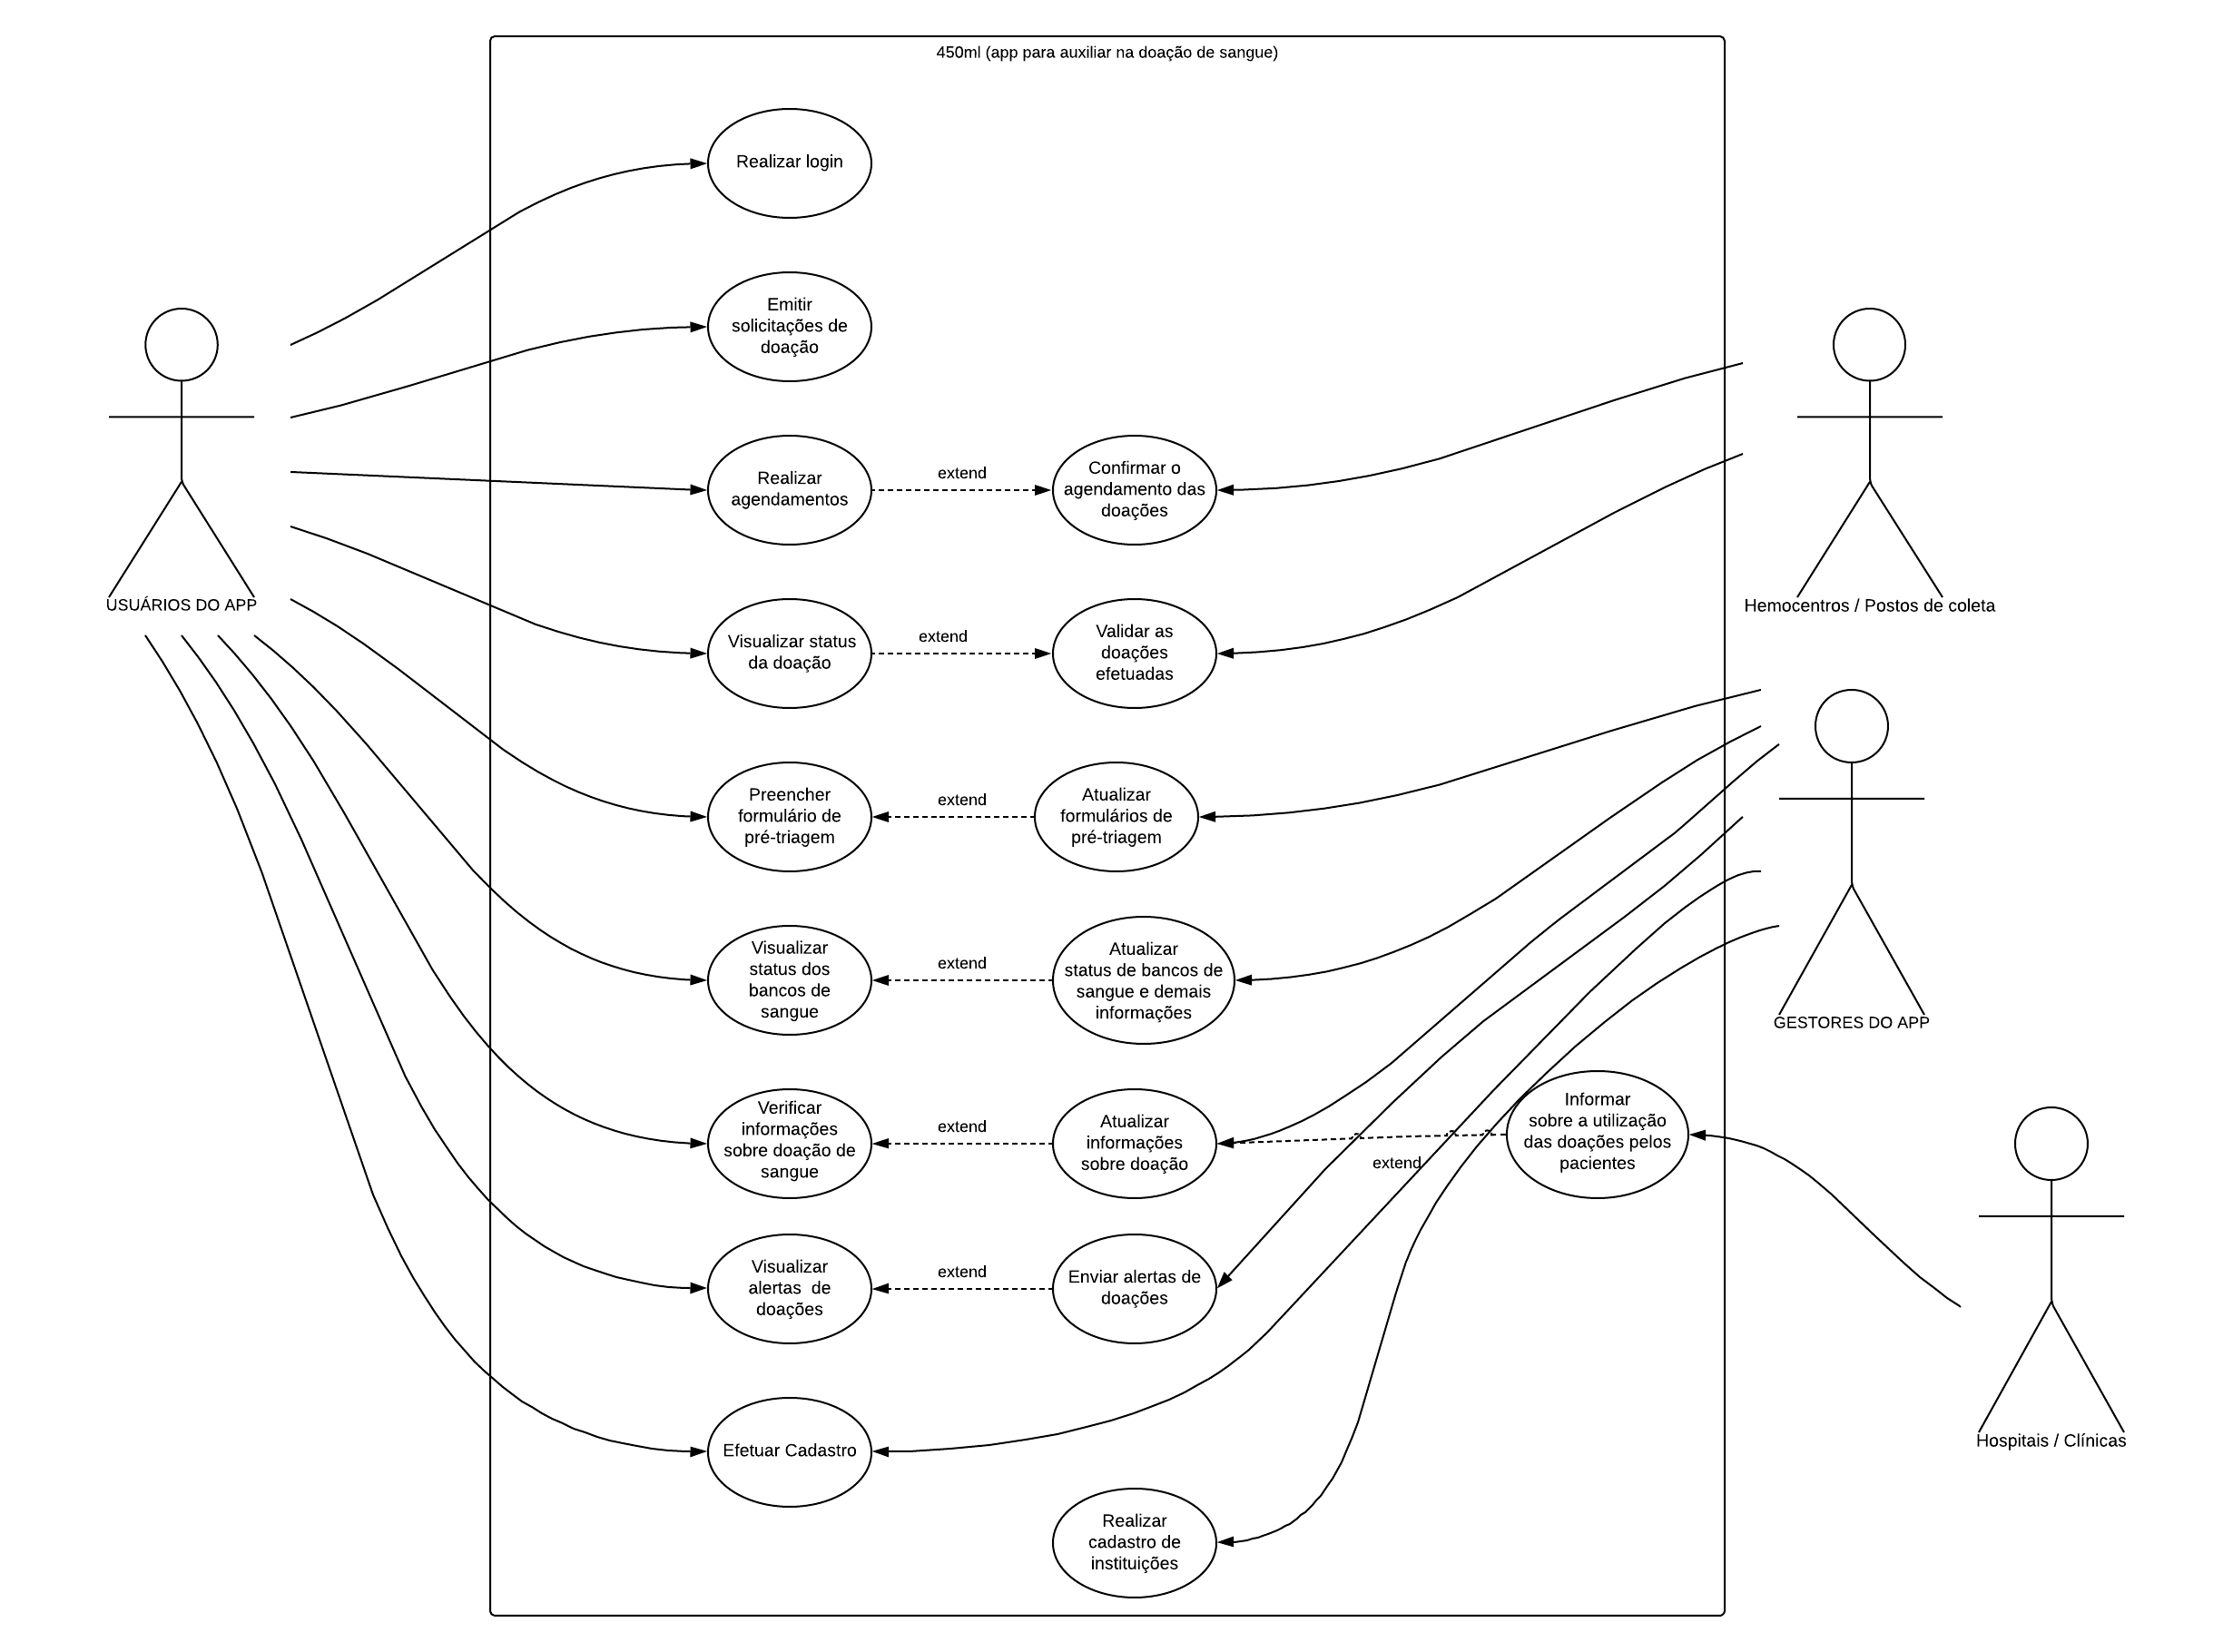 450ml (app para auxiliar na doação de sangue)
Realizar login
Emitir
solicitações de
doação
Realizar
agendamentos
extend
Confirmar o
agendamento das
doações
USUÁRIOS DO APP
Hemocentros / Postos de coleta
Visualizar status
da doação
extend
Validar as
doações
efetuadas
Preencher
formulário de
pré-triagem
extend
Atualizar
formulários de
pré-triagem
Visualizar
status dos
bancos de
sangue
extend
Atualizar
status de bancos de
sangue e demais
informações
GESTORES DO APP
Verificar
informações
sobre doação de
sangue
extend
Atualizar
informações
sobre doação
extend
Informar
sobre a utilização
das doações pelos
pacientes
Visualizar
alertas  de
doações
extend
Enviar alertas de
doações
Hospitais / Clínicas
Efetuar Cadastro
Realizar
cadastro de
instituições